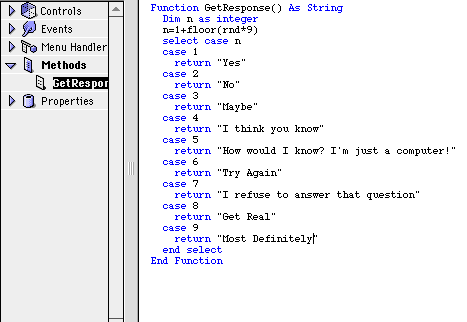 Controls
Events
Menu Handler
Methods
GetRespon
Properties
Function GetResponse() As String
Dim n as integer
n=1+floor(rnd*9)
select case n
case 1
return "Yes"
case 2
return "No"
case 3
return "Maybe"
case 4
return "I think you know"
case 5
return "How would I know? I'm just a computer!"
case 6
return "Try Again"
case 7
return "I refuse to answer that question"
case 8
return "Get Real"
case 9
return "Most Definitely"
end select
End Function